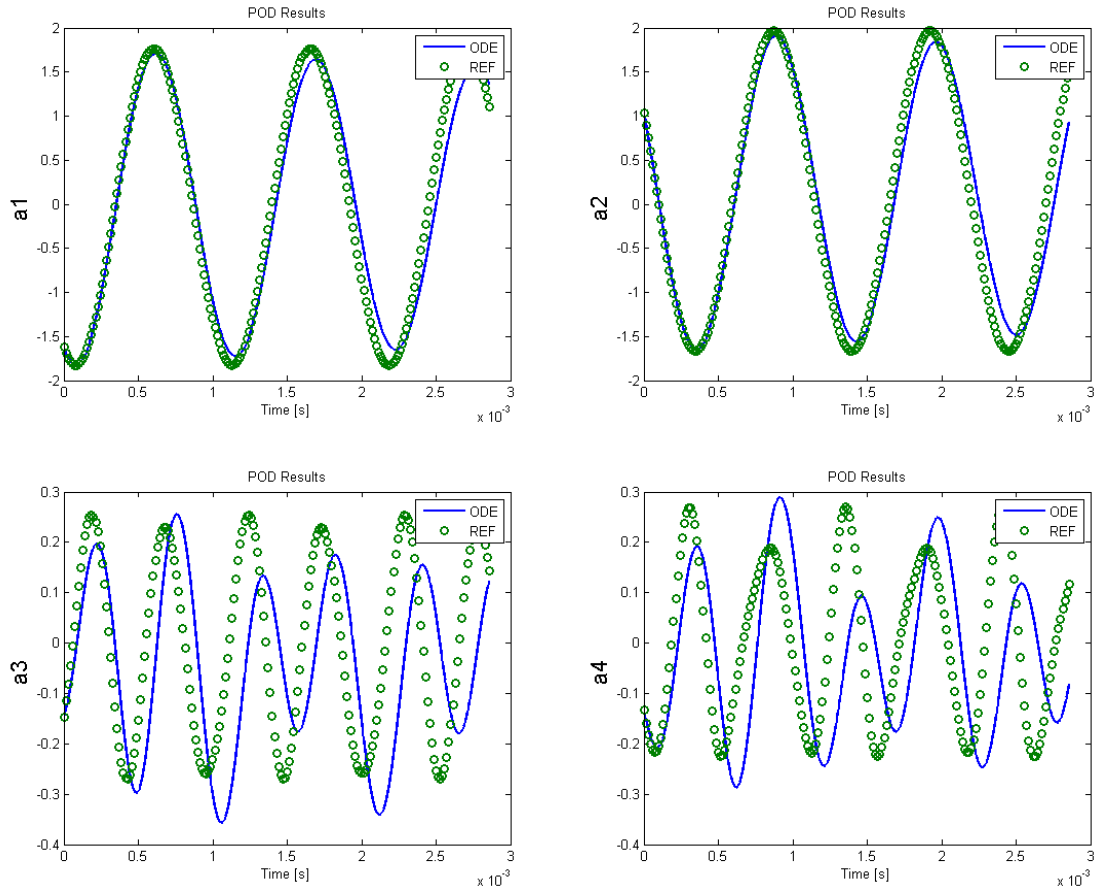 POD Results
2
1.5
1
0.5
0
-0.5
-1
-1.5
-2
a1
ODE
REF
0 0.5 1 1.5 2 2.5 3
Time [s]
x 10^-3
POD Results
2
1.5
1
0.5
0
-0.5
-1
-1.5
-2
a2
ODE
REF
0 0.5 1 1.5 2 2.5 3
Time [s]
x 10^-3
POD Results
0.3
0.2
0.1
0
-0.1
-0.2
-0.3
-0.4
a3
ODE
REF
0 0.5 1 1.5 2 2.5 3
Time [s]
x 10^-3
POD Results
0.3
0.2
0.1
0
-0.1
-0.2
-0.3
-0.4
a4
ODE
REF
0 0.5 1 1.5 2 2.5 3
Time [s]
x 10^-3